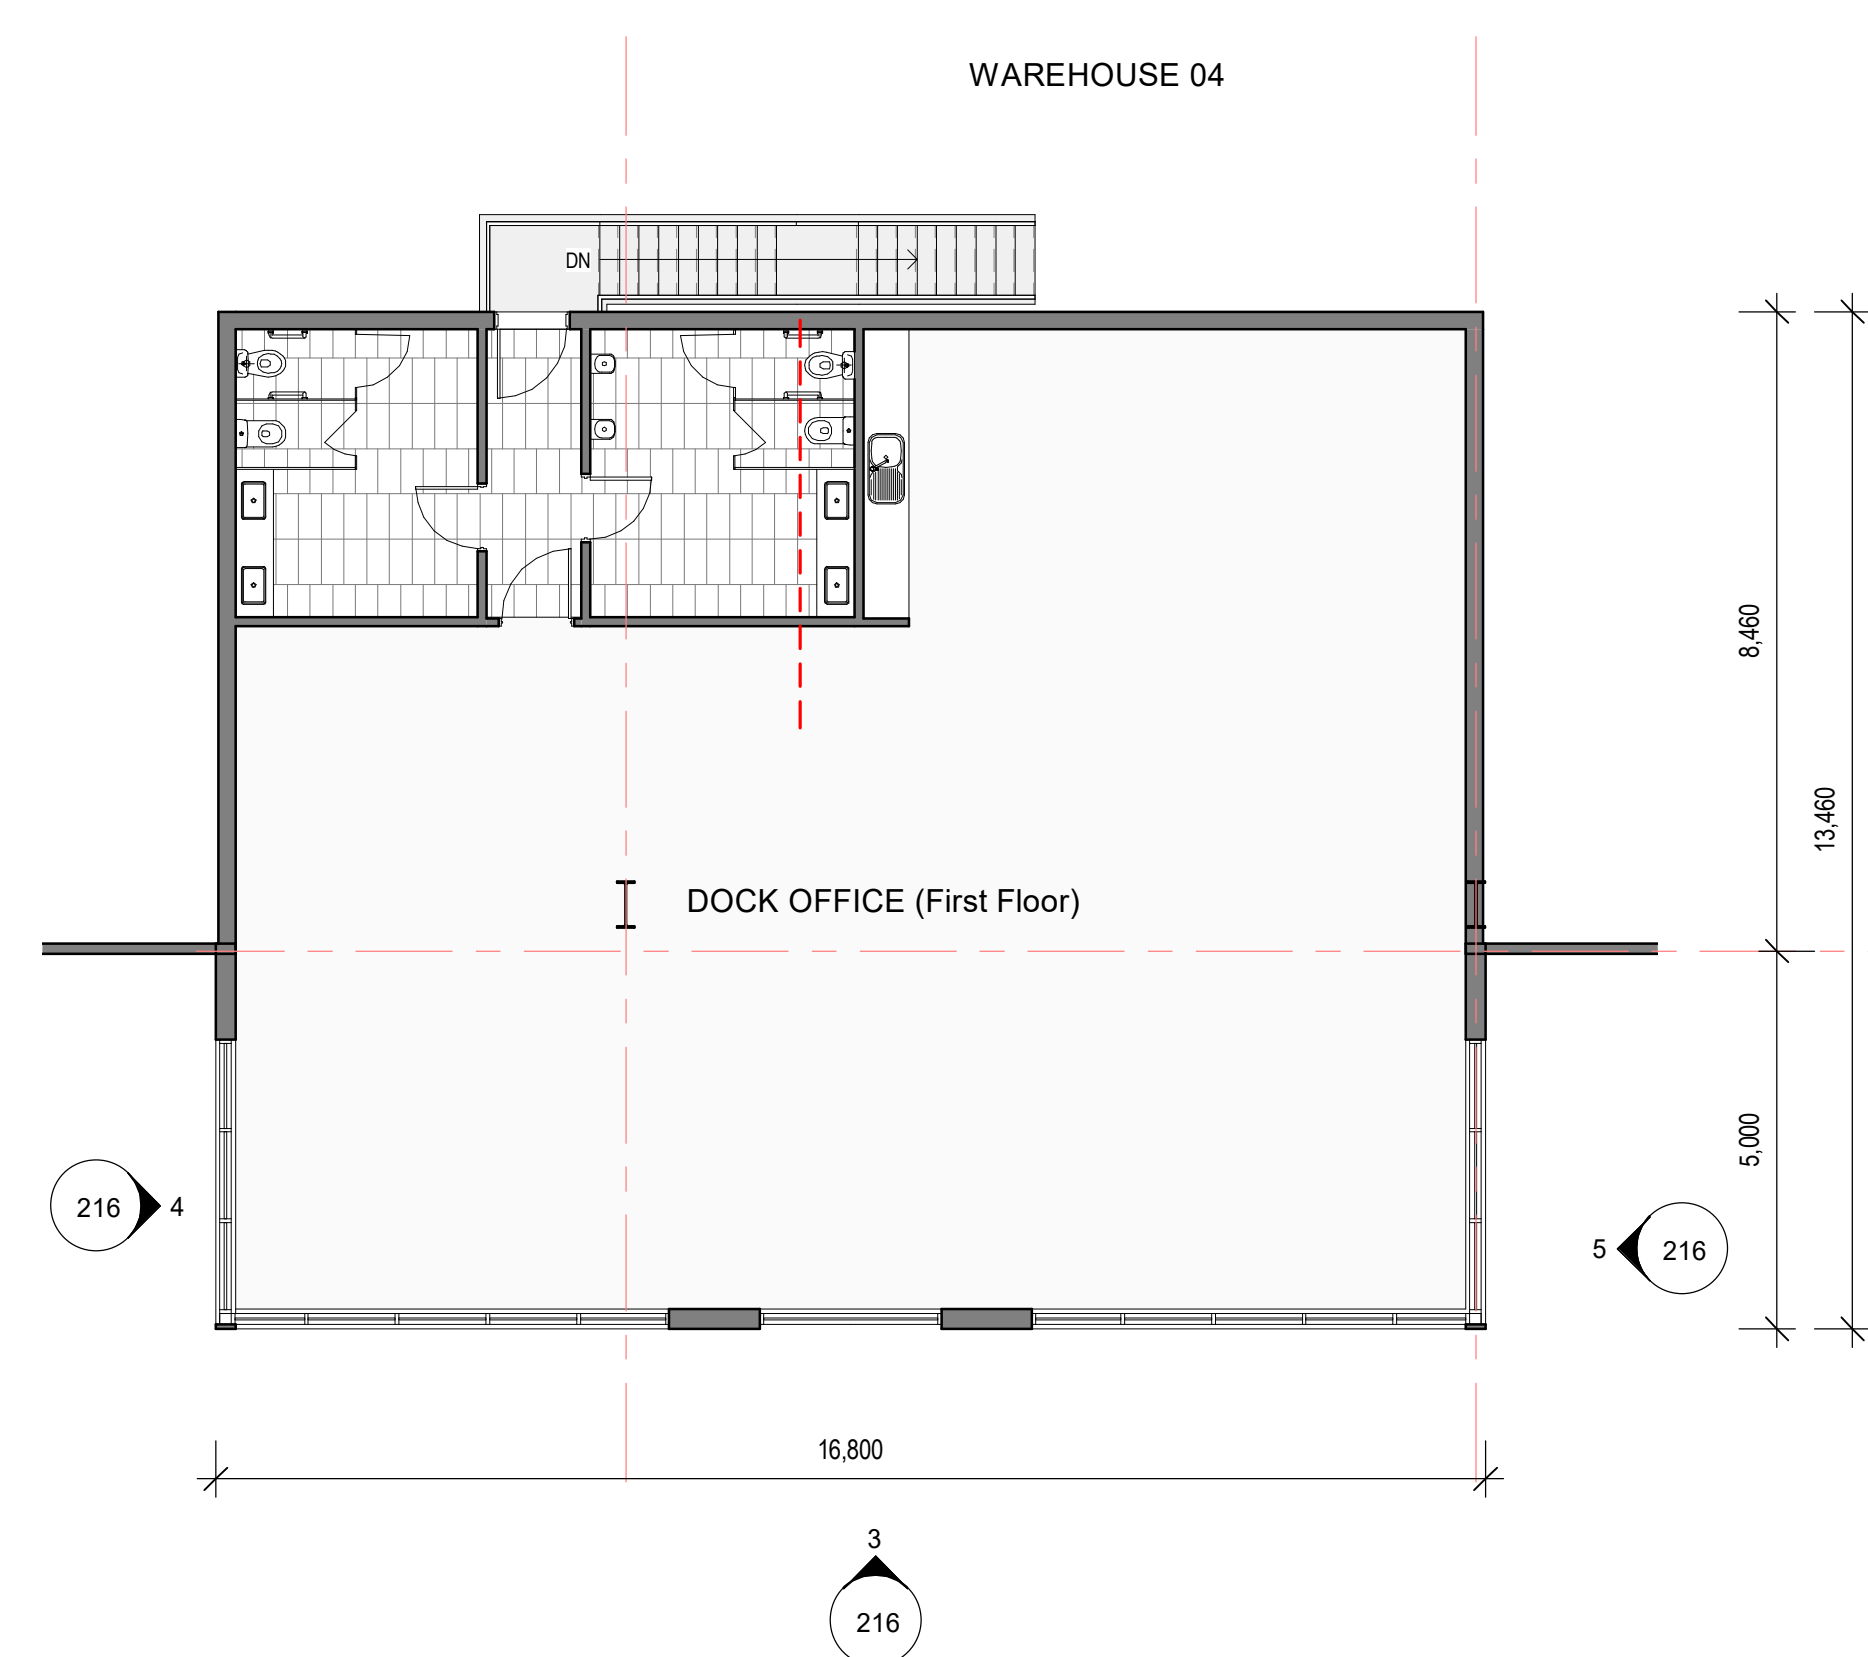 WAREHOUSE 04
DN
8,460
13,460
DOCK OFFICE (First Floor)
5,000
216 4
5 216
16,800
3
216